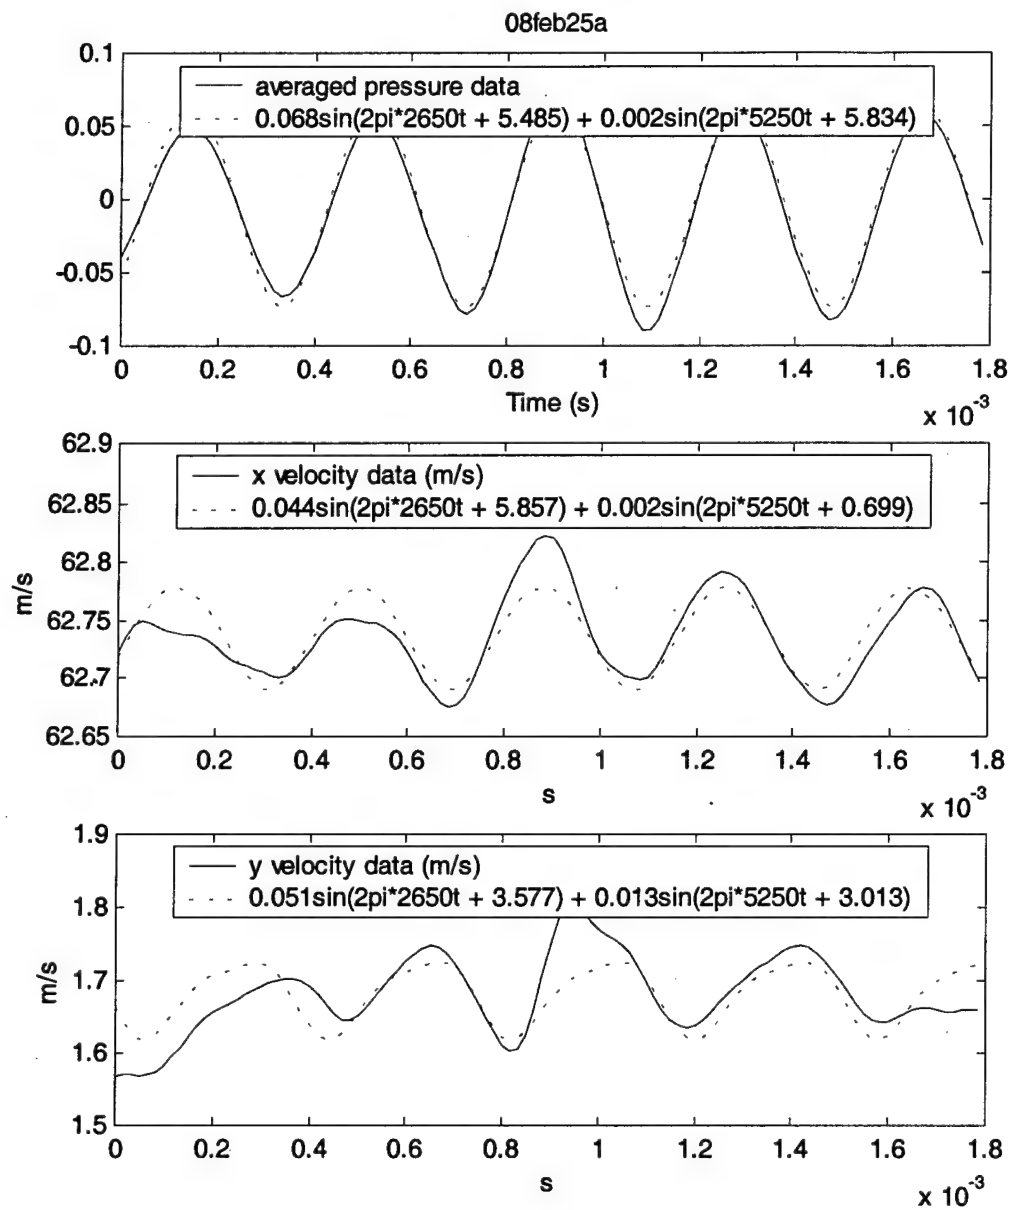 08feb25a
0.1
averaged pressure data
0.068sin(2pi*2650t + 5.485) + 0.002sin(2pi*5250t + 5.834)
0.05
0
-0.05
-0.1
0 0.2 0.4 0.6 0.8 1 1.2 1.4 1.6 1.8
Time (s)
x 10-3
62.9
x velocity data (m/s)
0.044sin(2pi*2650t + 5.857) + 0.002sin(2pi*5250t + 0.699)
62.85
62.8
m/s
62.75
62.7
62.65
0 0.2 0.4 0.6 0.8 1 1.2 1.4 1.6 1.8
s
x 10-3
1.9
y velocity data (m/s)
0.051sin(2pi*2650t + 3.577) + 0.013sin(2pi*5250t + 3.013)
1.8
m/s
1.7
1.6
1.5
0 0.2 0.4 0.6 0.8 1 1.2 1.4 1.6 1.8
s
x 10-3